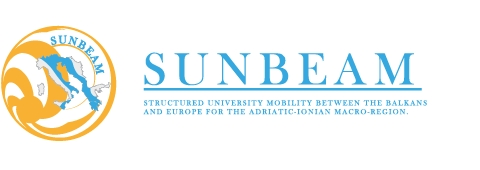 SUNBEAM
SUNBEAM
STRUCTURED UNIVERSITY MOBILITY BETWEEN THE BALKANS
AND EUROPE FOR THE ADRIATIC-IONIAN MACRO-REGION.